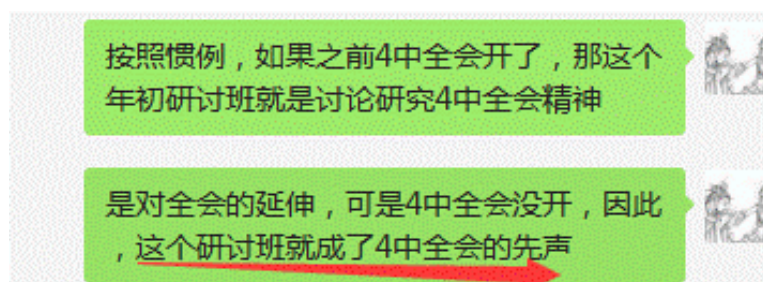 按照惯例，如果之前4中全会开了，那这个
年初研讨班就是讨论研究4中全会精神
是对全会的延伸，可是4中全会没开，因此
，这个研讨班就成了4中全会的先声